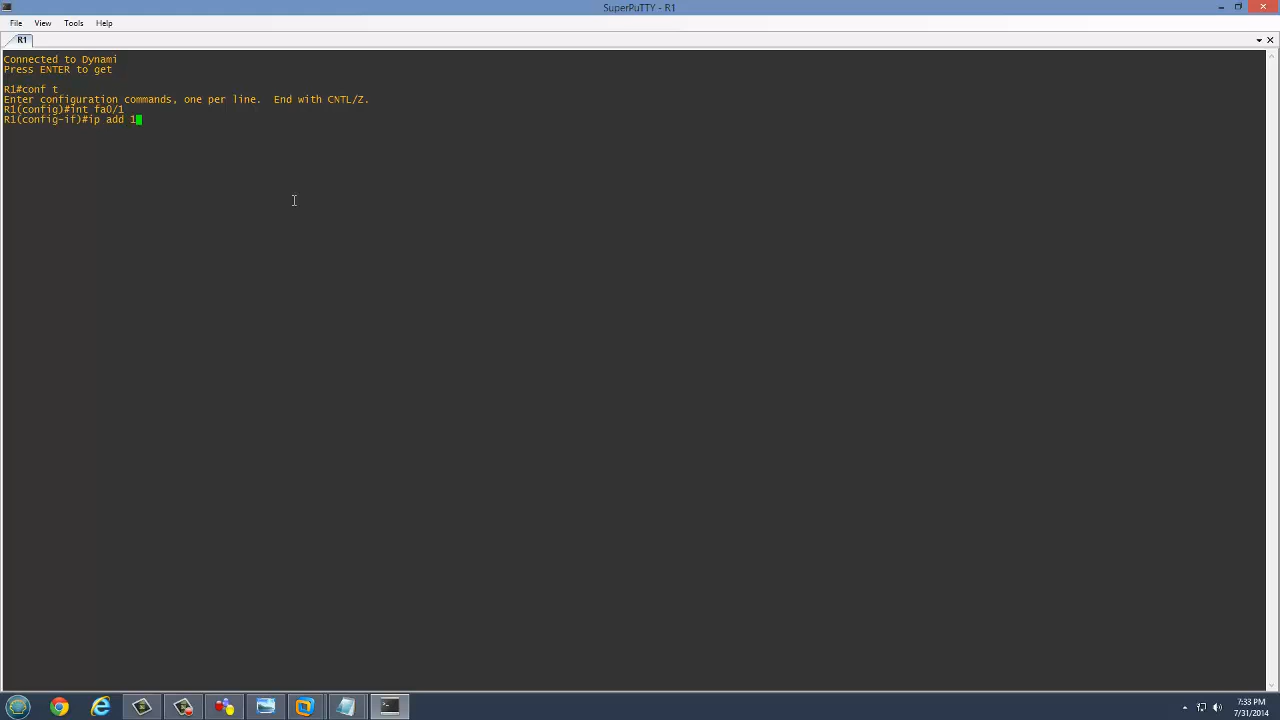 SuperPuTTY - R1
File View Tools Help
R1
Connected to Dynami
Press ENTER to get
R1#conf t
Enter configuration commands, one per line.  End with CNTL/Z.
R1(config)#int fa0/1
R1(config-if)#ip add 1
7:33 PM
7/31/2014